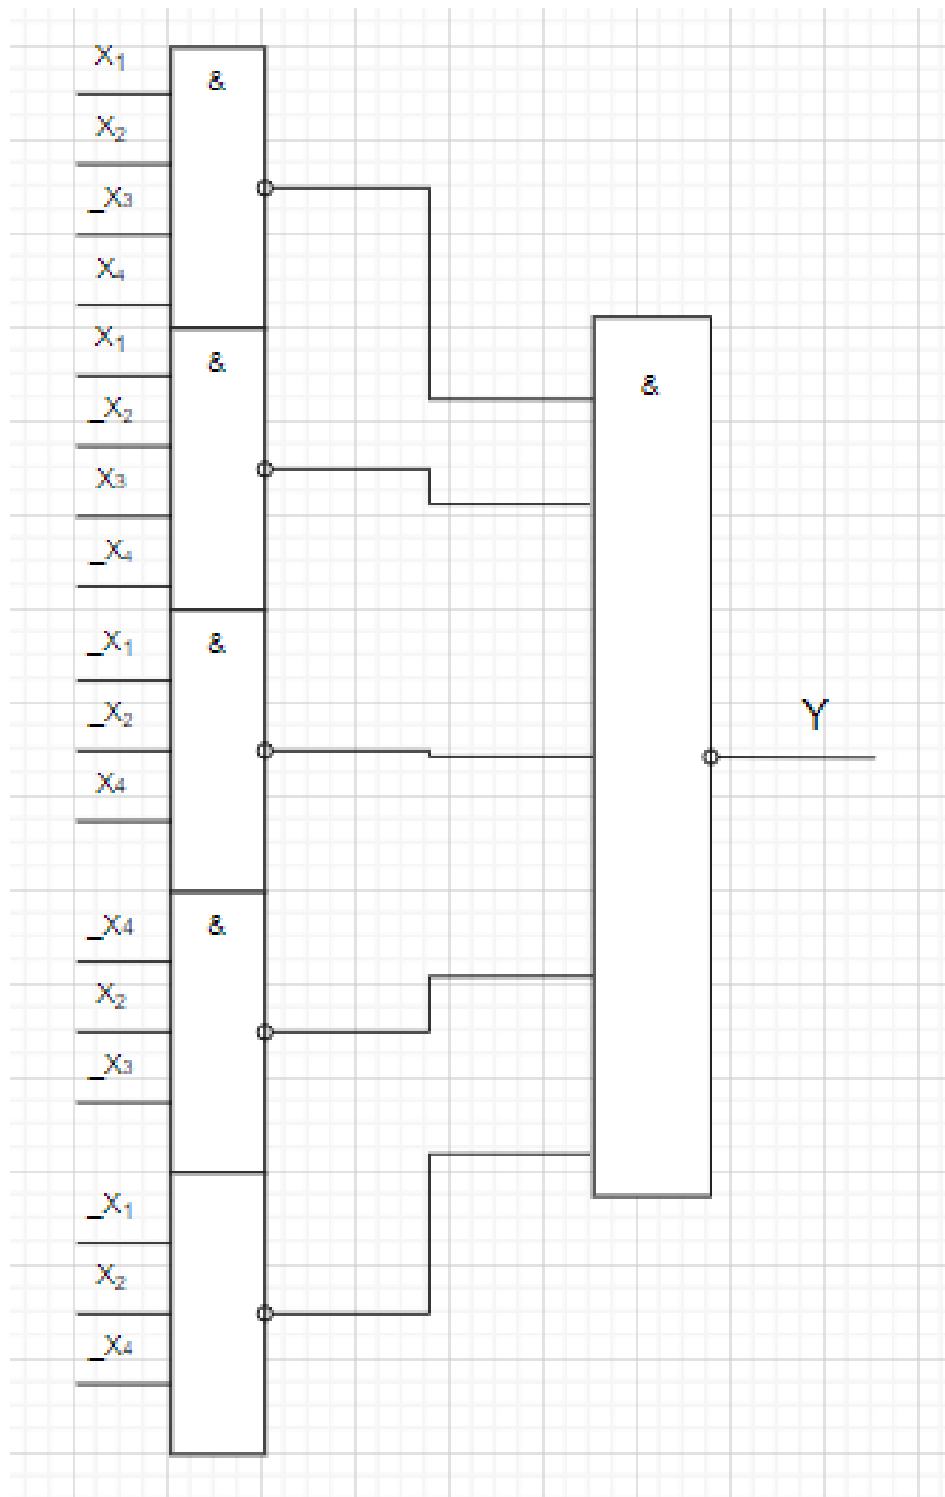 X₁
&
X₂
_X₃
X₄
X₁
&
_X₂
&
X₃
_X₄
_X₁
&
_X₂
Y
X₄
_X₄
&
X₂
_X₃
_X₁
X₂
_X₄